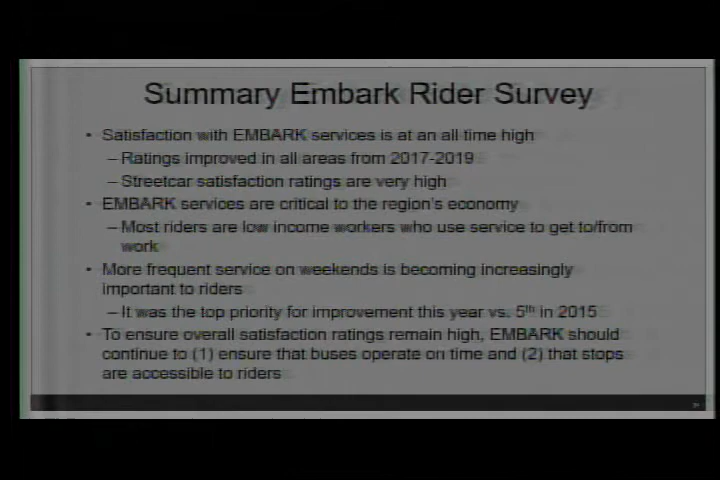 Summary Embark Rider Survey
• Satisfaction with EMBARK services is at an all time high
– Ratings improved in all areas from 2017-2019
– Streetcar satisfaction ratings are very high
• EMBARK services are critical to the region's economy
– Most riders are low income workers who use service to get to/from
work
• More frequent service on weekends is becoming increasingly
important to riders
– It was the top priority for improvement this year vs. 5th in 2015
• To ensure overall satisfaction ratings remain high, EMBARK should
continue to (1) ensure that buses operate on time and (2) that stops
are accessible to riders